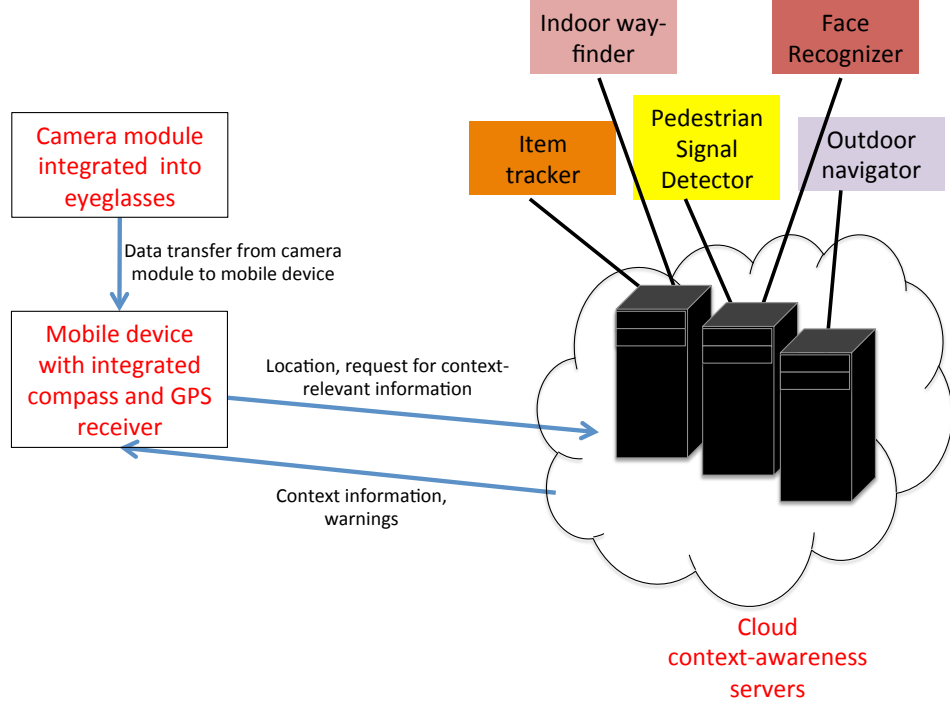 Indoor way-
finder
Face
Recognizer
Item
tracker
Pedestrian
Signal
Detector
Outdoor
navigator
Camera module
integrated into
eyeglasses
Data transfer from camera
module to mobile device
Mobile device
with integrated
compass and GPS
receiver
Location, request for context-
relevant information
Context information,
warnings
Cloud
context-awareness
servers